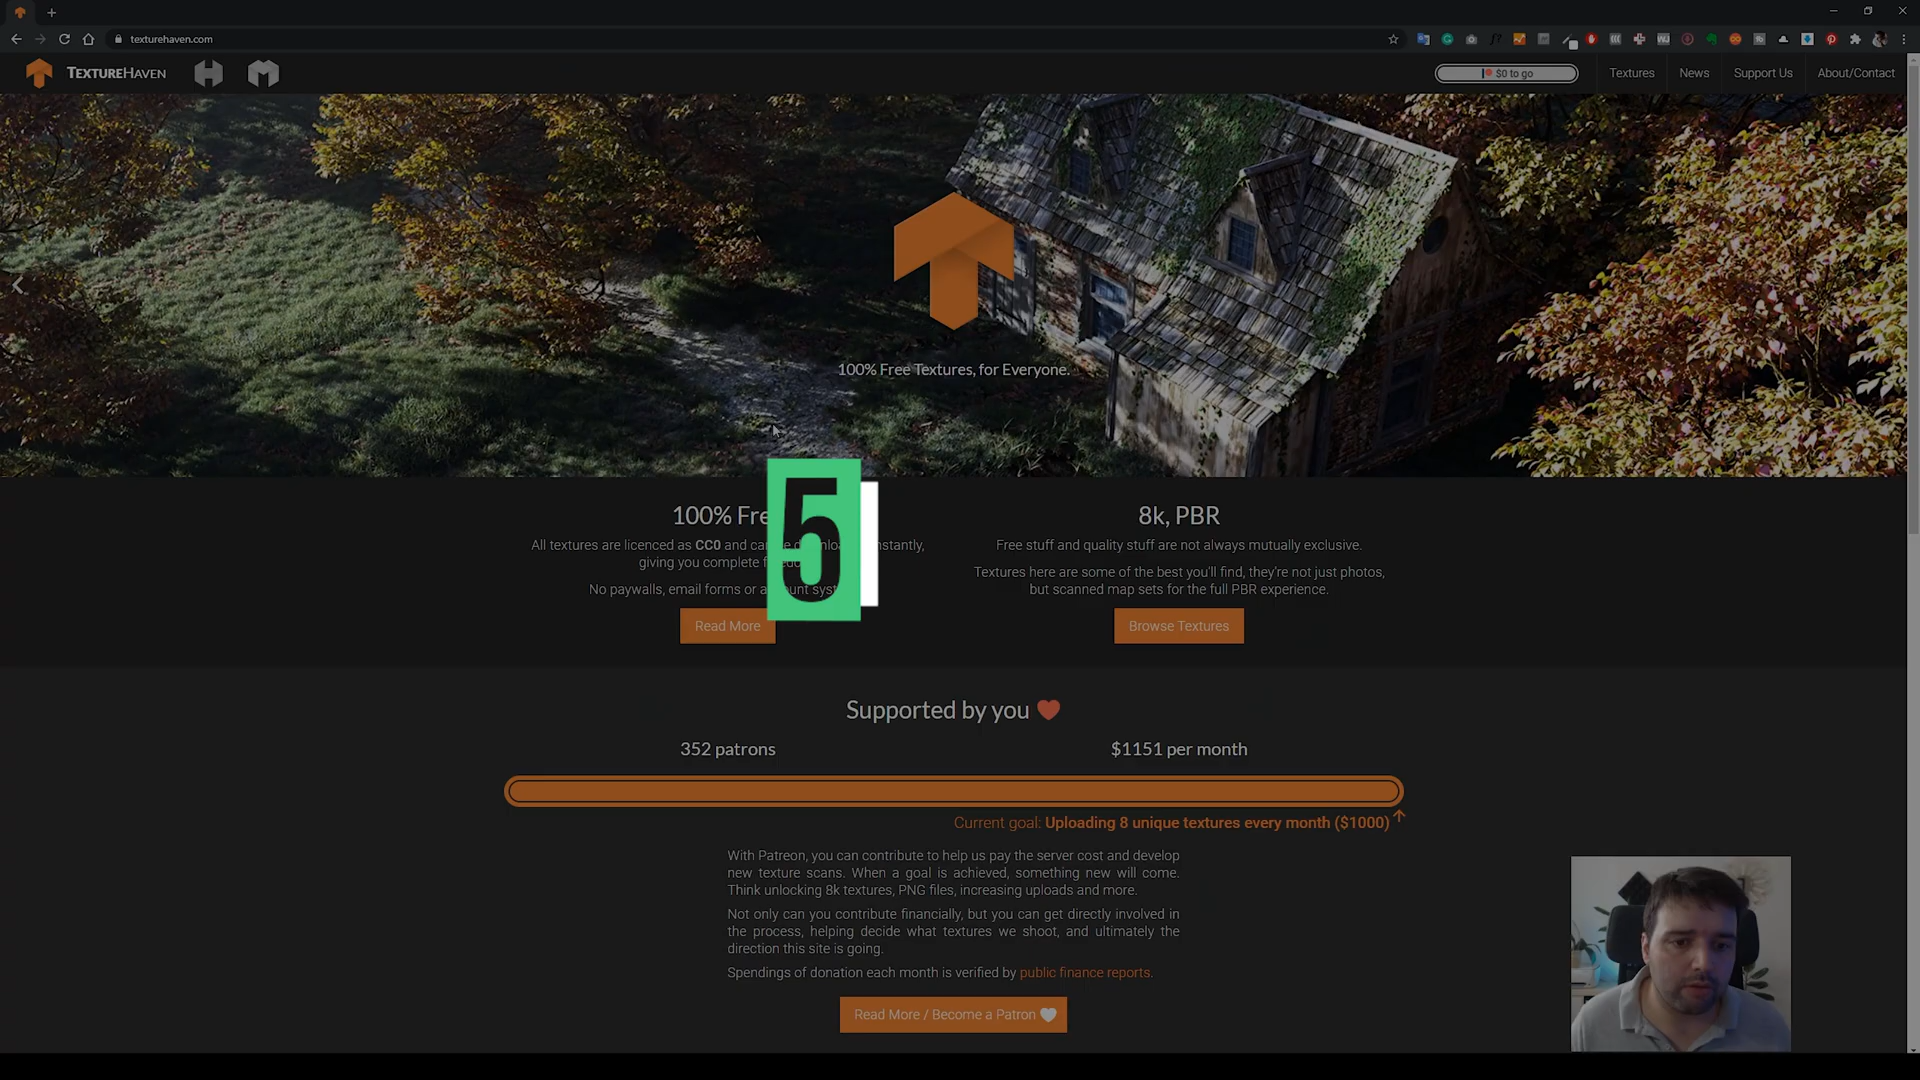 texturehaven.com
TEXTUREHAVEN
$0 to go
Textures
News
Support Us
About/Contact
100% Free Textures, for Everyone.
5
100% Fre
All textures are licenced as CC0 and can be downlo nstantly,
giving you complete
No paywalls, email forms or account syst
Read More
8k, PBR
Free stuff and quality stuff are not always mutually exclusive.
Textures here are some of the best you'll find, they're not just photos,
but scanned map sets for the full PBR experience.
Browse Textures
Supported by you
352 patrons
$1151 per month
Current goal: Uploading 8 unique textures every month ($1000)
With Patreon, you can contribute to help us pay the server cost and develop
new texture scans. When a goal is achieved, something new will come.
Think unlocking 8k textures, PNG files, increasing uploads and more.
Not only can you contribute financially, but you can get directly involved in
the process, helping decide what textures we shoot, and ultimately the
direction this site is going.
Spendings of donation each month is verified by public finance reports.
Read More / Become a Patron